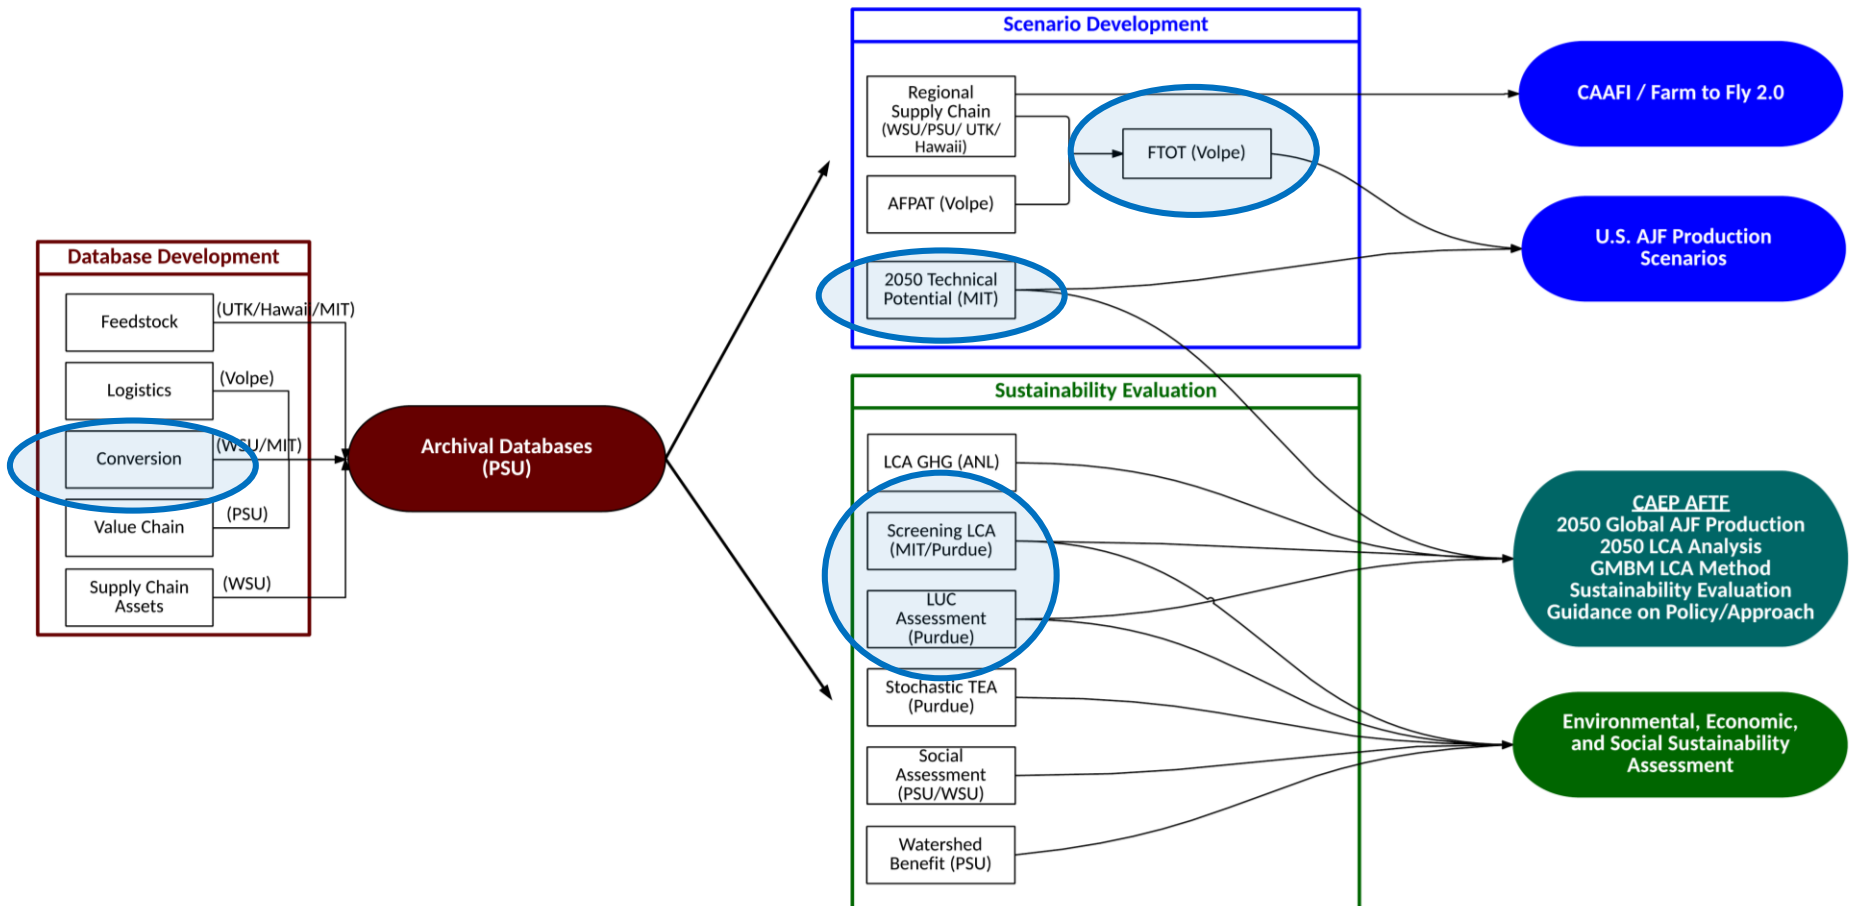 Database Development
Feedstock
(UTK/Hawaii/MIT)
Logistics
(Volpe)
Conversion
(WSU/MIT)
Value Chain
(PSU)
Supply Chain
Assets
(WSU)
Archival Databases
(PSU)
Scenario Development
Regional
Supply Chain
(WSU/PSU/ UTK/
Hawaii)
FTOT (Volpe)
AFPAT (Volpe)
2050 Technical
Potential (MIT)
Sustainability Evaluation
LCA GHG (ANL)
Screening LCA
(MIT/Purdue)
LUC
Assessment
(Purdue)
Stochastic TEA
(Purdue)
Social
Assessment
(PSU/WSU)
Watershed
Benefit (PSU)
CAAFI / Farm to Fly 2.0
U.S. AJF Production
Scenarios
CAEP AFTF
2050 Global AJF Production
2050 LCA Analysis
GMBM LCA Method
Sustainability Evaluation
Guidance on Policy/Approach
Environmental, Economic,
and Social Sustainability
Assessment